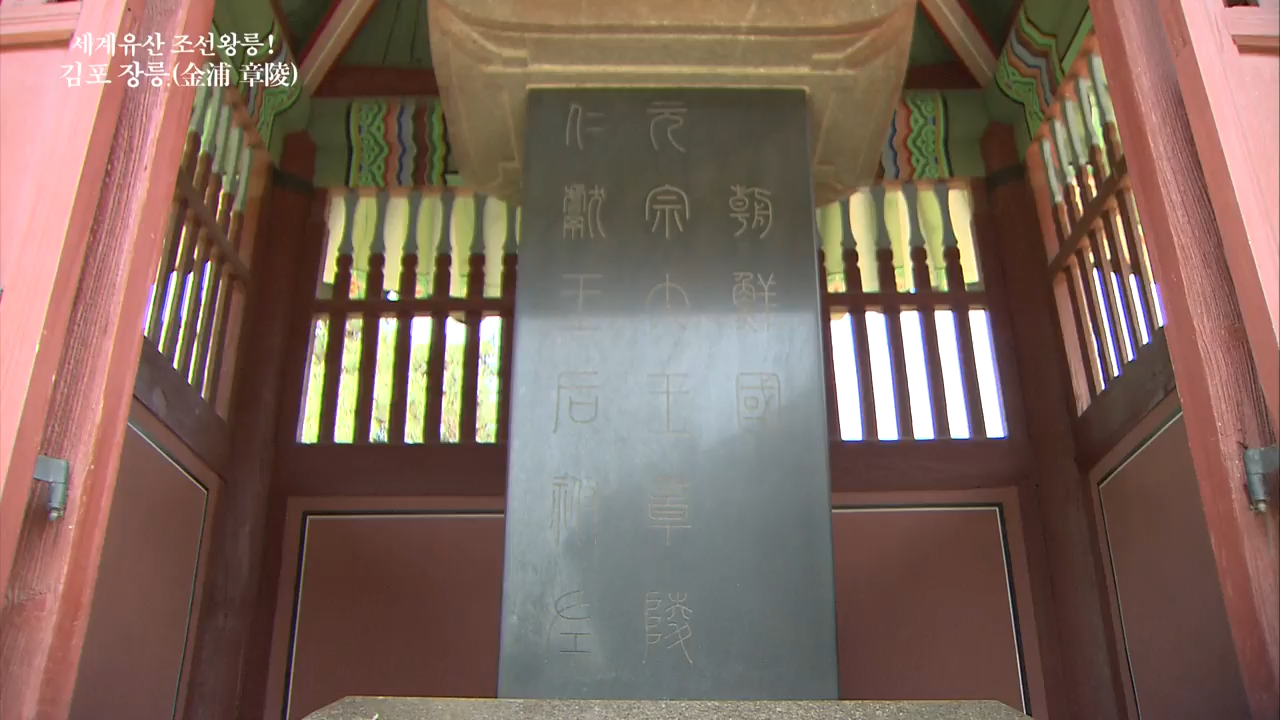 세계유산 조선왕릉!
김포 장릉(金浦 章陵)
朝鮮國
元宗大王章陵
仁獻王后祔左